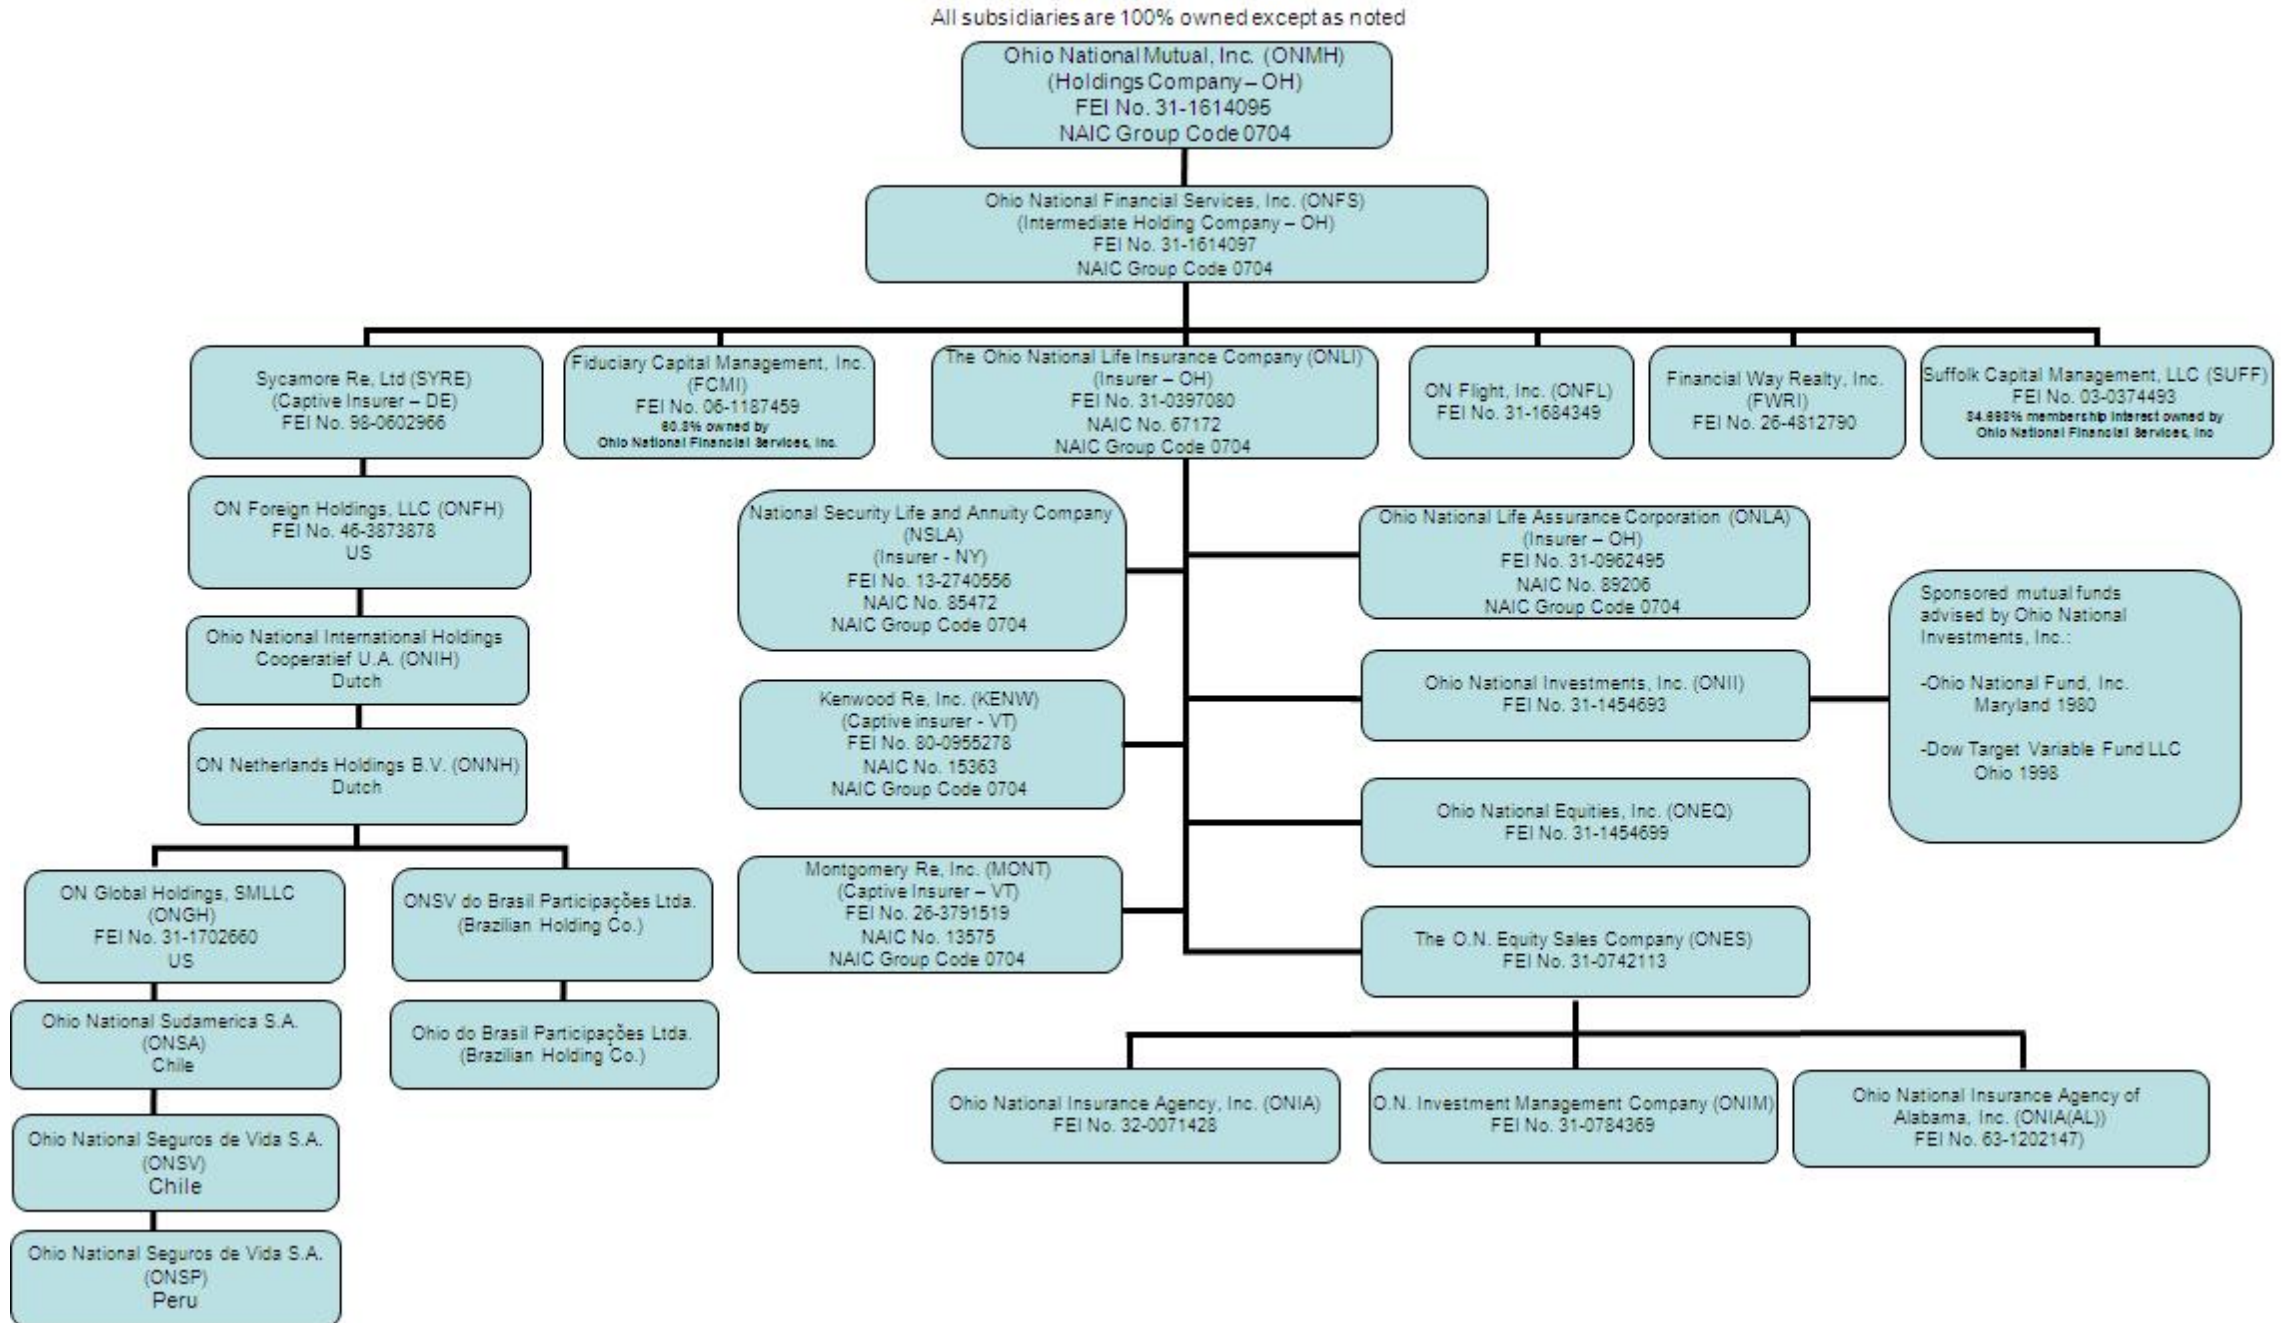 All subsidiaries are 100% owned except as noted
Ohio National Mutual, Inc. (ONMH)
(Holdings Company – OH)
FEI No. 31-1614095
NAIC Group Code 0704
Ohio National Financial Services, Inc. (ONFS)
(Intermediate Holding Company – OH)
FEI No. 31-1614097
NAIC Group Code 0704
Sycamore Re, Ltd (SYRE)
(Captive Insurer – DE)
FEI No. 98-0602966
Fiduciary Capital Management, Inc.
(FCMI)
FEI No. 06-1187459
owned by
Ohio National Financial Services, Inc.
The Ohio National Life Insurance Company (ONLI)
(Insurer – OH)
FEI No. 31-0397080
NAIC No. 67172
NAIC Group Code 0704
ON Flight, Inc. (ONFL)
FEI No. 31-1684349
Financial Way Realty, Inc.
(FWRI)
FEI No. 26-4812790
Suffolk Capital Management, LLC (SUFF)
FEI No. 03-0374493
membership interest owned by
Ohio National Financial Services, Inc
ON Foreign Holdings, LLC (ONFH)
FEI No. 46-3873878
US
Ohio National International Holdings
Cooperatief U.A. (ONIH)
Dutch
ON Netherlands Holdings B.V. (ONNH)
Dutch
ON Global Holdings, SMLLC
(ONGH)
FEI No. 31-1702660
US
ONSV do Brasil Participações Ltda.
(Brazilian Holding Co.)
Ohio National Sudamerica S.A.
(ONSA)
Chile
Ohio do Brasil Participações Ltda.
(Brazilian Holding Co.)
Ohio National Seguros de Vida S.A.
(ONSV)
Chile
Ohio National Seguros de Vida S.A.
(ONSP)
Peru
National Security Life and Annuity Company
(NSLA)
(Insurer - NY)
FEI No. 13-2740556
NAIC No. 85472
NAIC Group Code 0704
Kenwood Re, Inc. (KENW)
(Captive insurer - VT)
FEI No. 80-0955278
NAIC No. 15363
NAIC Group Code 0704
Montgomery Re, Inc. (MONT)
(Captive Insurer – VT)
FEI No. 26-3791519
NAIC No. 13575
NAIC Group Code 0704
Ohio National Life Assurance Corporation (ONLA)
(Insurer – OH)
FEI No. 31-0962495
NAIC No. 89206
NAIC Group Code 0704
Ohio National Investments, Inc. (ONII)
FEI No. 31-1454693
Sponsored mutual funds
advised by Ohio National
Investments, Inc.:
-Ohio National Fund, Inc.
Maryland 1980
-Dow Target Variable Fund LLC
Ohio 1998
Ohio National Equities, Inc. (ONEQ)
FEI No. 31-1454699
The O.N. Equity Sales Company (ONES)
FEI No. 31-0742113
Ohio National Insurance Agency, Inc. (ONIA)
FEI No. 32-0071428
O.N. Investment Management Company (ONIM)
FEI No. 31-0784369
Ohio National Insurance Agency of
Alabama, Inc. (ONIA(AL))
FEI No. 63-1202147)